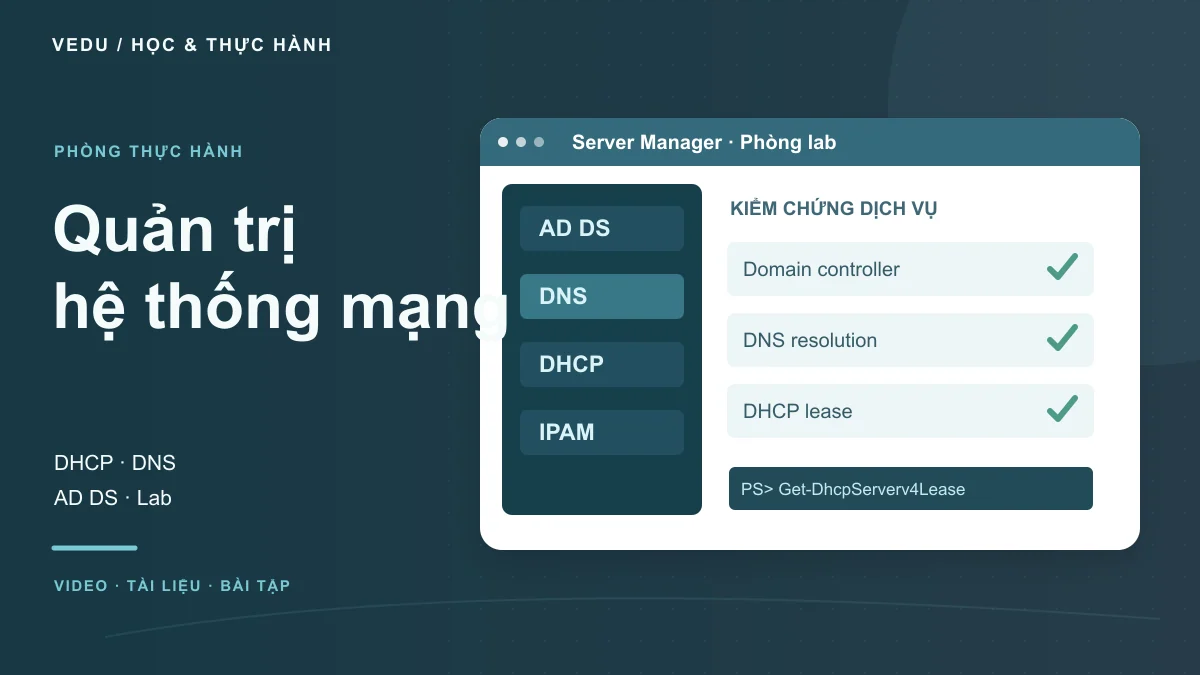 VEDU / HỌC & THỰC HÀNH
PHÒNG THỰC HÀNH
Quản trị
hệ thống mạng
DHCP · DNS
AD DS · Lab
VIDEO · TÀI LIỆU · BÀI TẬP
Server Manager · Phòng lab
AD DS
DNS
DHCP
IPAM
KIỂM CHỨNG DỊCH VỤ
Domain controller
DNS resolution
DHCP lease
PS> Get-DhcpServerv4Lease